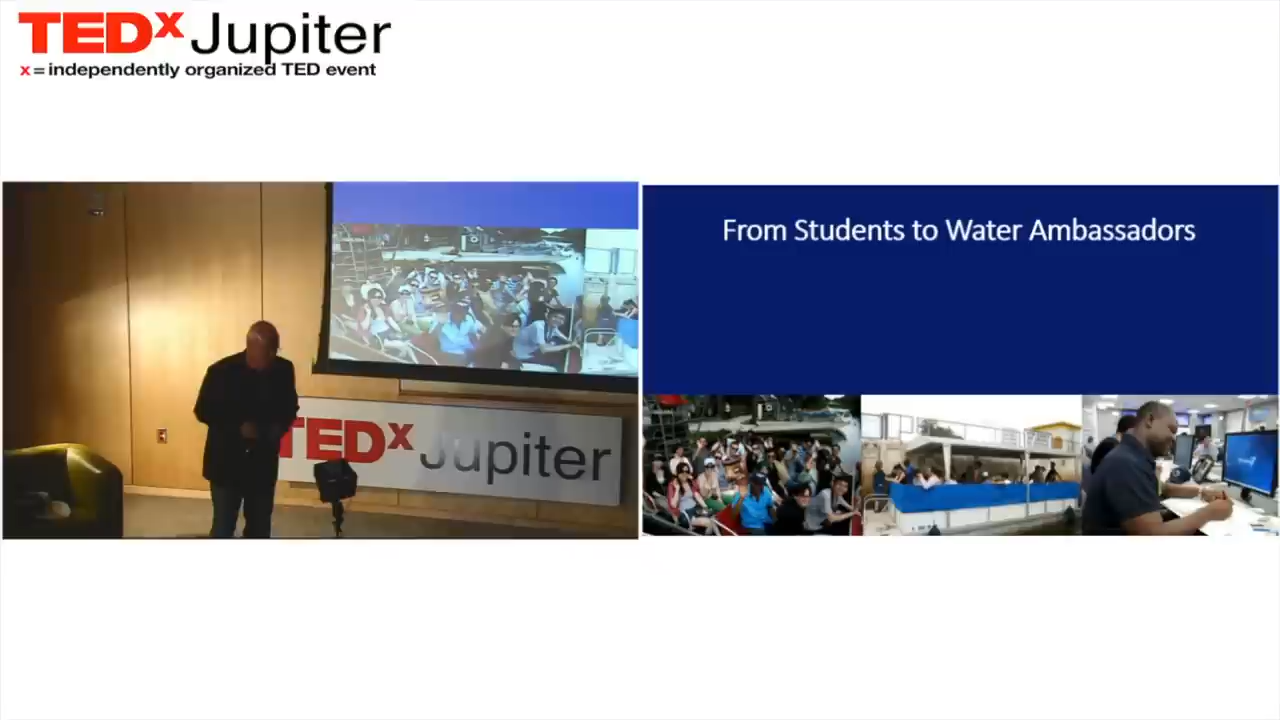 TEDx Jupiter
x = independently organized TED event
From Students to Water Ambassadors
TEDx Jupiter